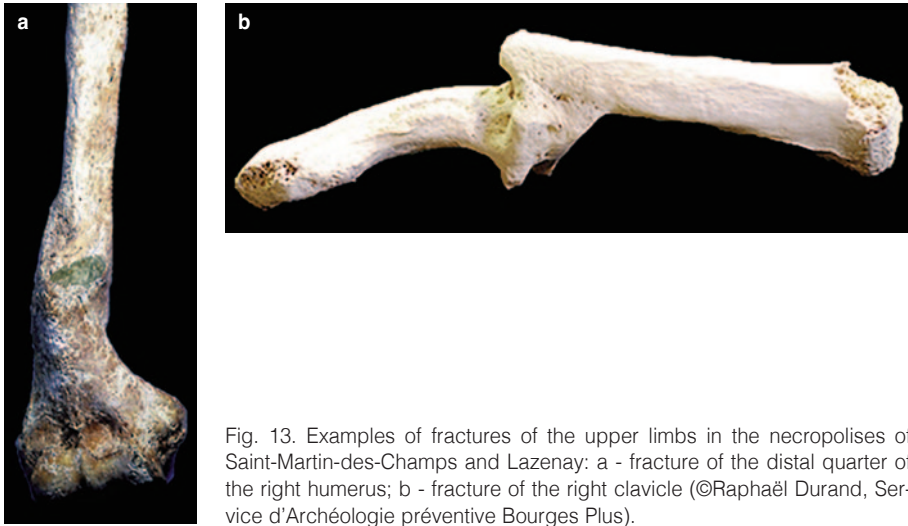 a
b
Fig. 13. Examples of fractures of the upper limbs in the necropolises of
Saint-Martin-des-Champs and Lazenay: a - fracture of the distal quarter of
the right humerus; b - fracture of the right clavicle (©Raphaël Durand, Ser-
vice d'Archéologie préventive Bourges Plus).